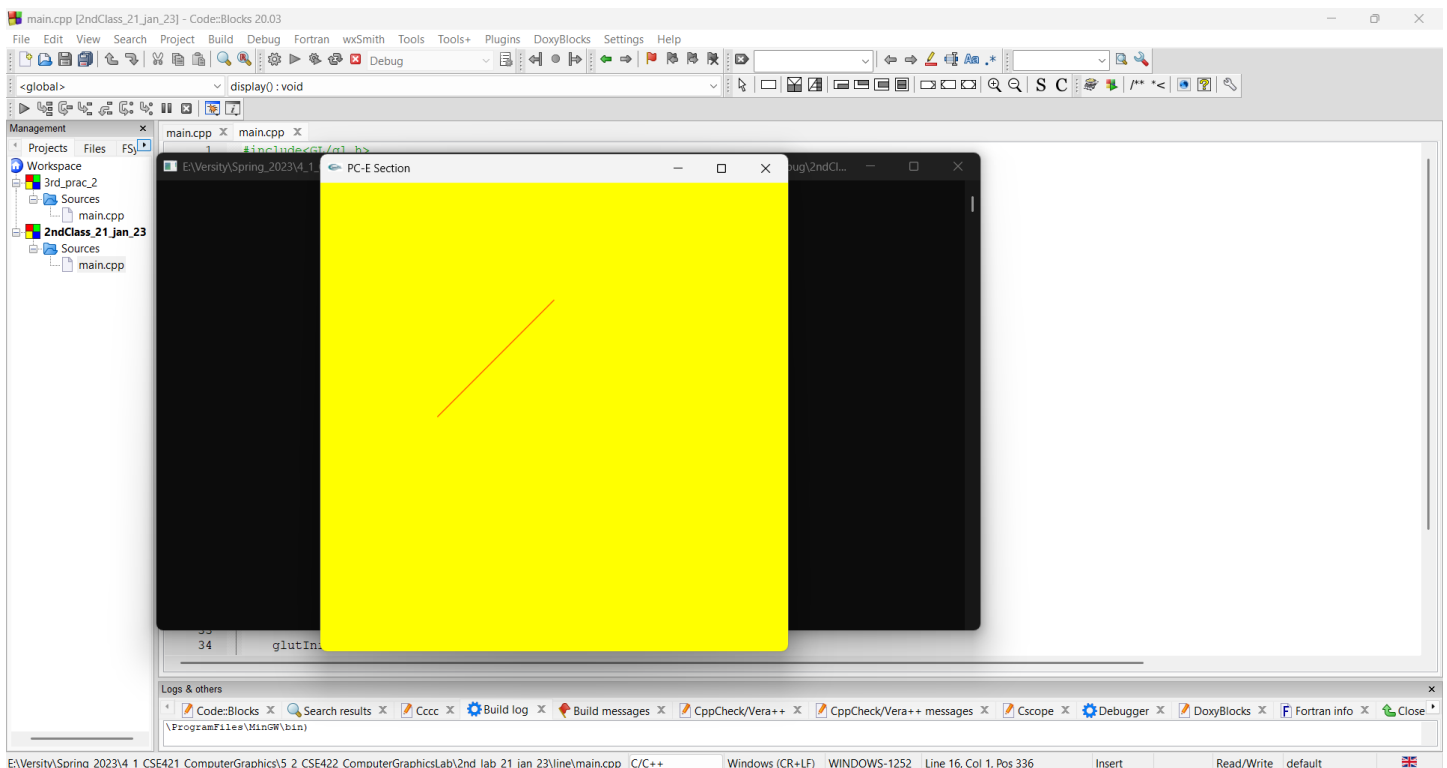 main.cpp [2ndClass_21_jan_23] - Code::Blocks 20.03
File Edit View Search Project Build Debug Fortran wxSmith Tools Tools+ Plugins DoxyBlocks Settings Help
Debug
<global> display() : void
S C /** *<
Management
main.cpp main.cpp
Projects Files FSy
1 #include<GL/gl.h>
Workspace
3rd_prac_2
Sources
main.cpp
2ndClass_21_jan_23
Sources
main.cpp
E:\Versity\Spring_2023\4_1_
PC-E Section
bug\2ndCl...
33
34 glutIni
Logs & others
Code::Blocks Search results Cccc Build log Build messages CppCheck/Vera++ CppCheck/Vera++ messages Cscope Debugger DoxyBlocks Fortran info Close
\ProgramFiles\MinGW\bin)
E:\Versity\Spring_2023\4_1_CSE421_ComputerGraphics\5_2_CSE422_ComputerGraphicsLab\2nd_lab_21_jan_23\line\main.cpp C/C++ Windows (CR+LF) WINDOWS-1252 Line 16, Col 1, Pos 336 Insert Read/Write default